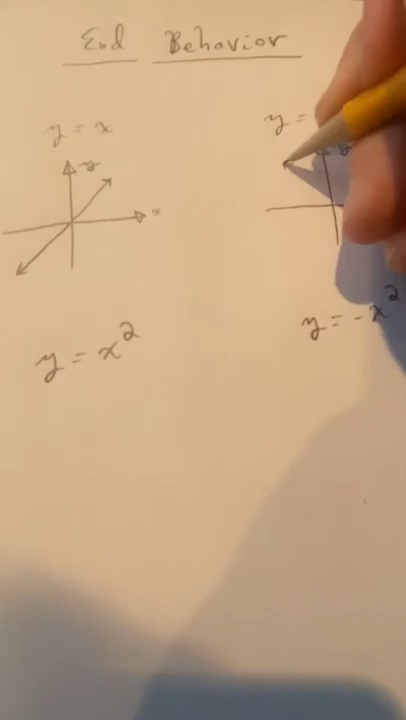 End Behavior
y = x
y =
y
y
x
y = x²
y = -x²